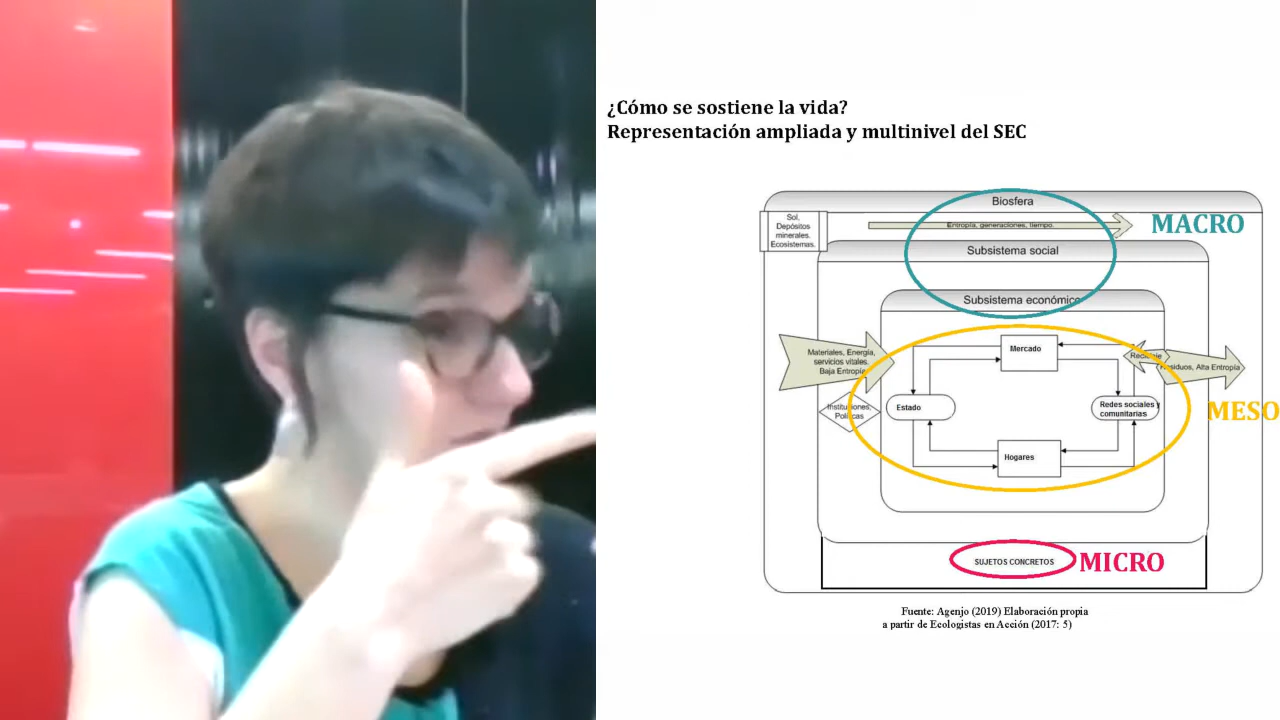 ¿Cómo se sostiene la vida?
Representación ampliada y multinivel del SEC
Biosfera
Sol,
Depósitos
minerales.
Ecosistemas.
Entropía, generaciones, tiempo.
MACRO
Subsistema social
Subsistema económico
Materiales, Energía,
servicios vitales.
Baja Entropía
Mercado
Reciclaje
Residuos, Alta Entropía
Instituciones,
Políticas
Estado
Redes sociales y
comunitarias
MESO
Hogares
SUJETOS CONCRETOS
MICRO
Fuente: Agenjo (2019) Elaboración propia
a partir de Ecologistas en Acción (2017: 5)